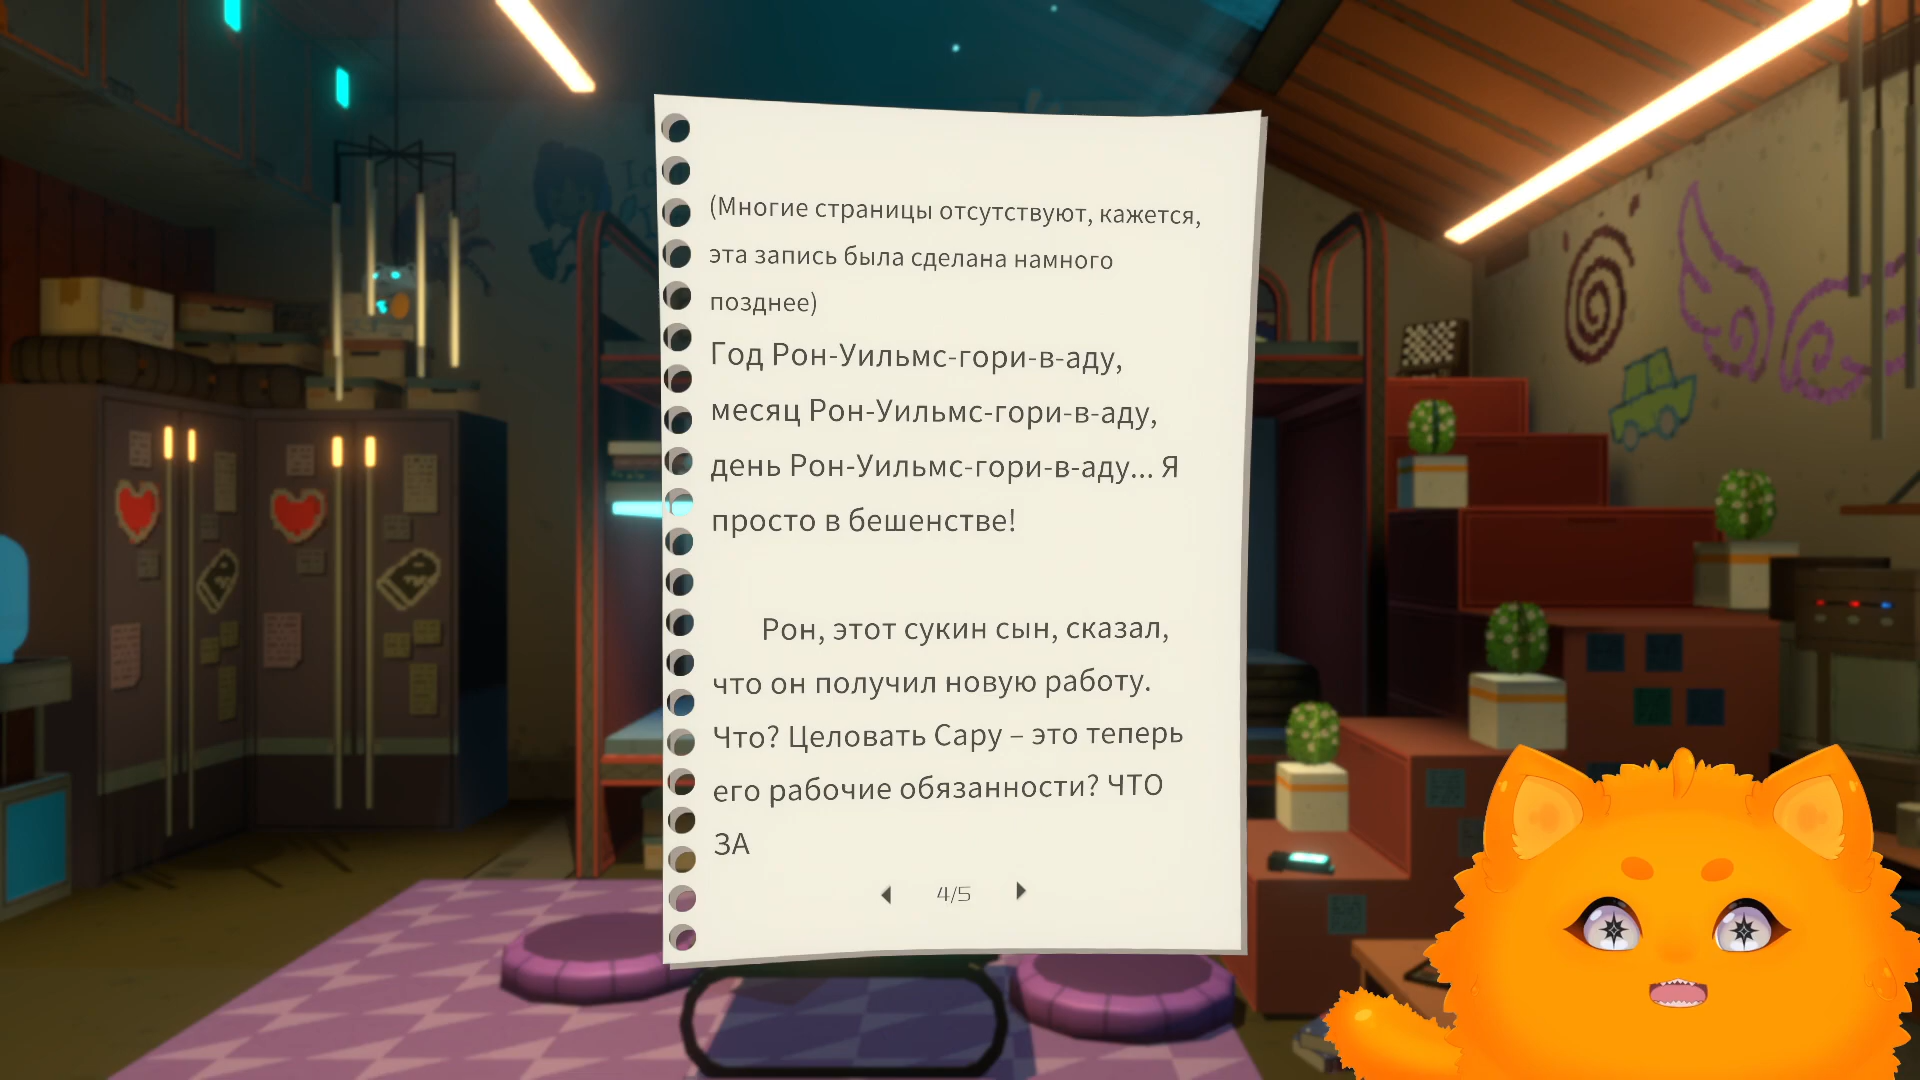 (Многие страницы отсутствуют, кажется,
эта запись была сделана намного
позднее)
Год Рон-Уильмс-гори-в-аду,
месяц Рон-Уильмс-гори-в-аду,
день Рон-Уильмс-гори-в-аду... Я
просто в бешенстве!
Рон, этот сукин сын, сказал,
что он получил новую работу.
Что? Целовать Сару – это теперь
его рабочие обязанности? ЧТО
ЗА
4/5